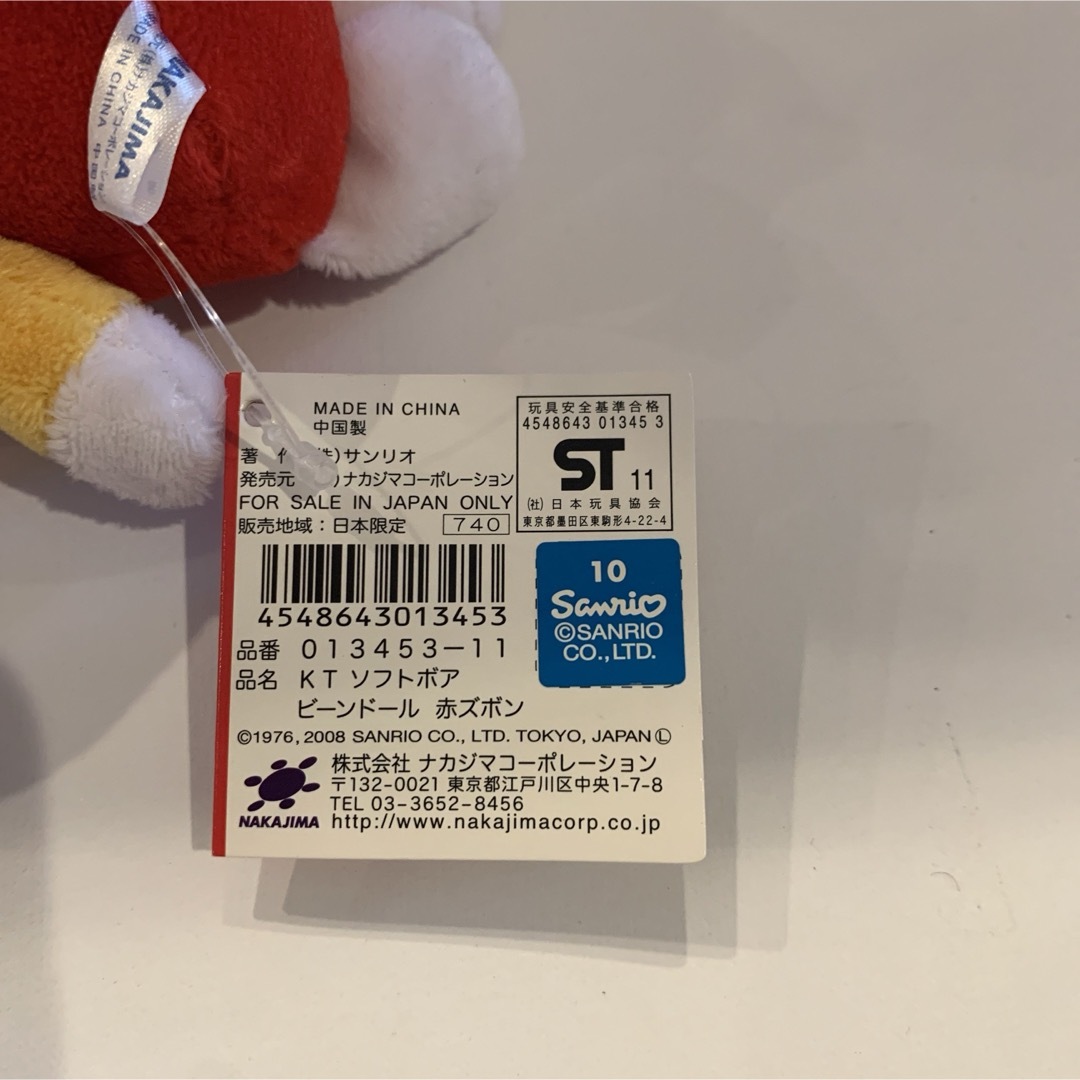 NAKAJIMA
MADE IN CHINA
MADE IN CHINA
中国製
著 サンリオ
発売元 ナカジマコーポレーション
FOR SALE IN JAPAN ONLY
販売地域：日本限定 740
玩具安全基準合格
4548643 01345 3
ST 11
(社)日本玩具協会
東京都墨田区東駒形4-22-4
4548643013453
10
Sanrio
©SANRIO
CO.,LTD.
品番 013453-11
品名 KT ソフトボア
ビーンドール 赤ズボン
©1976, 2008 SANRIO CO., LTD. TOKYO, JAPAN Ⓛ
株式会社 ナカジマコーポレーション
〒132-0021 東京都江戸川区中央1-7-8
TEL 03-3652-8456
NAKAJIMA http://www.nakajimacorp.co.jp